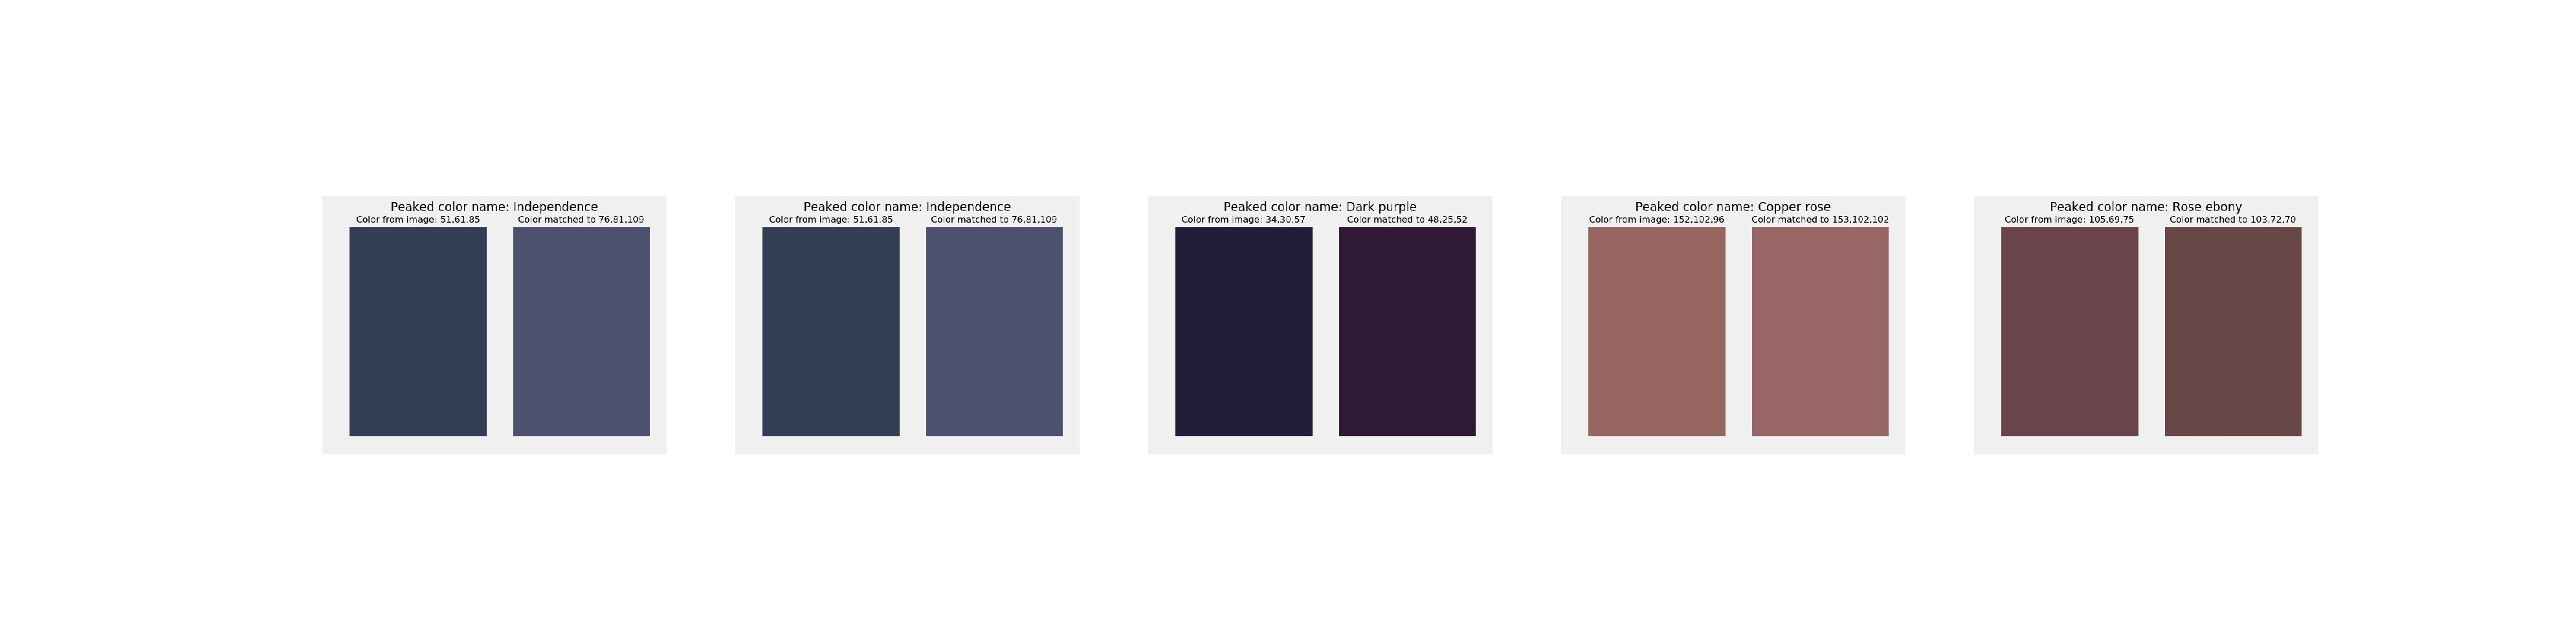 Peaked color name: Independence
Color from image: 51,61,85
Color matched to 76,81,109
Peaked color name: Independence
Color from image: 51,61,85
Color matched to 76,81,109
Peaked color name: Dark purple
Color from image: 34,30,57
Color matched to 48,25,52
Peaked color name: Copper rose
Color from image: 152,102,96
Color matched to 153,102,102
Peaked color name: Rose ebony
Color from image: 105,69,75
Color matched to 103,72,70